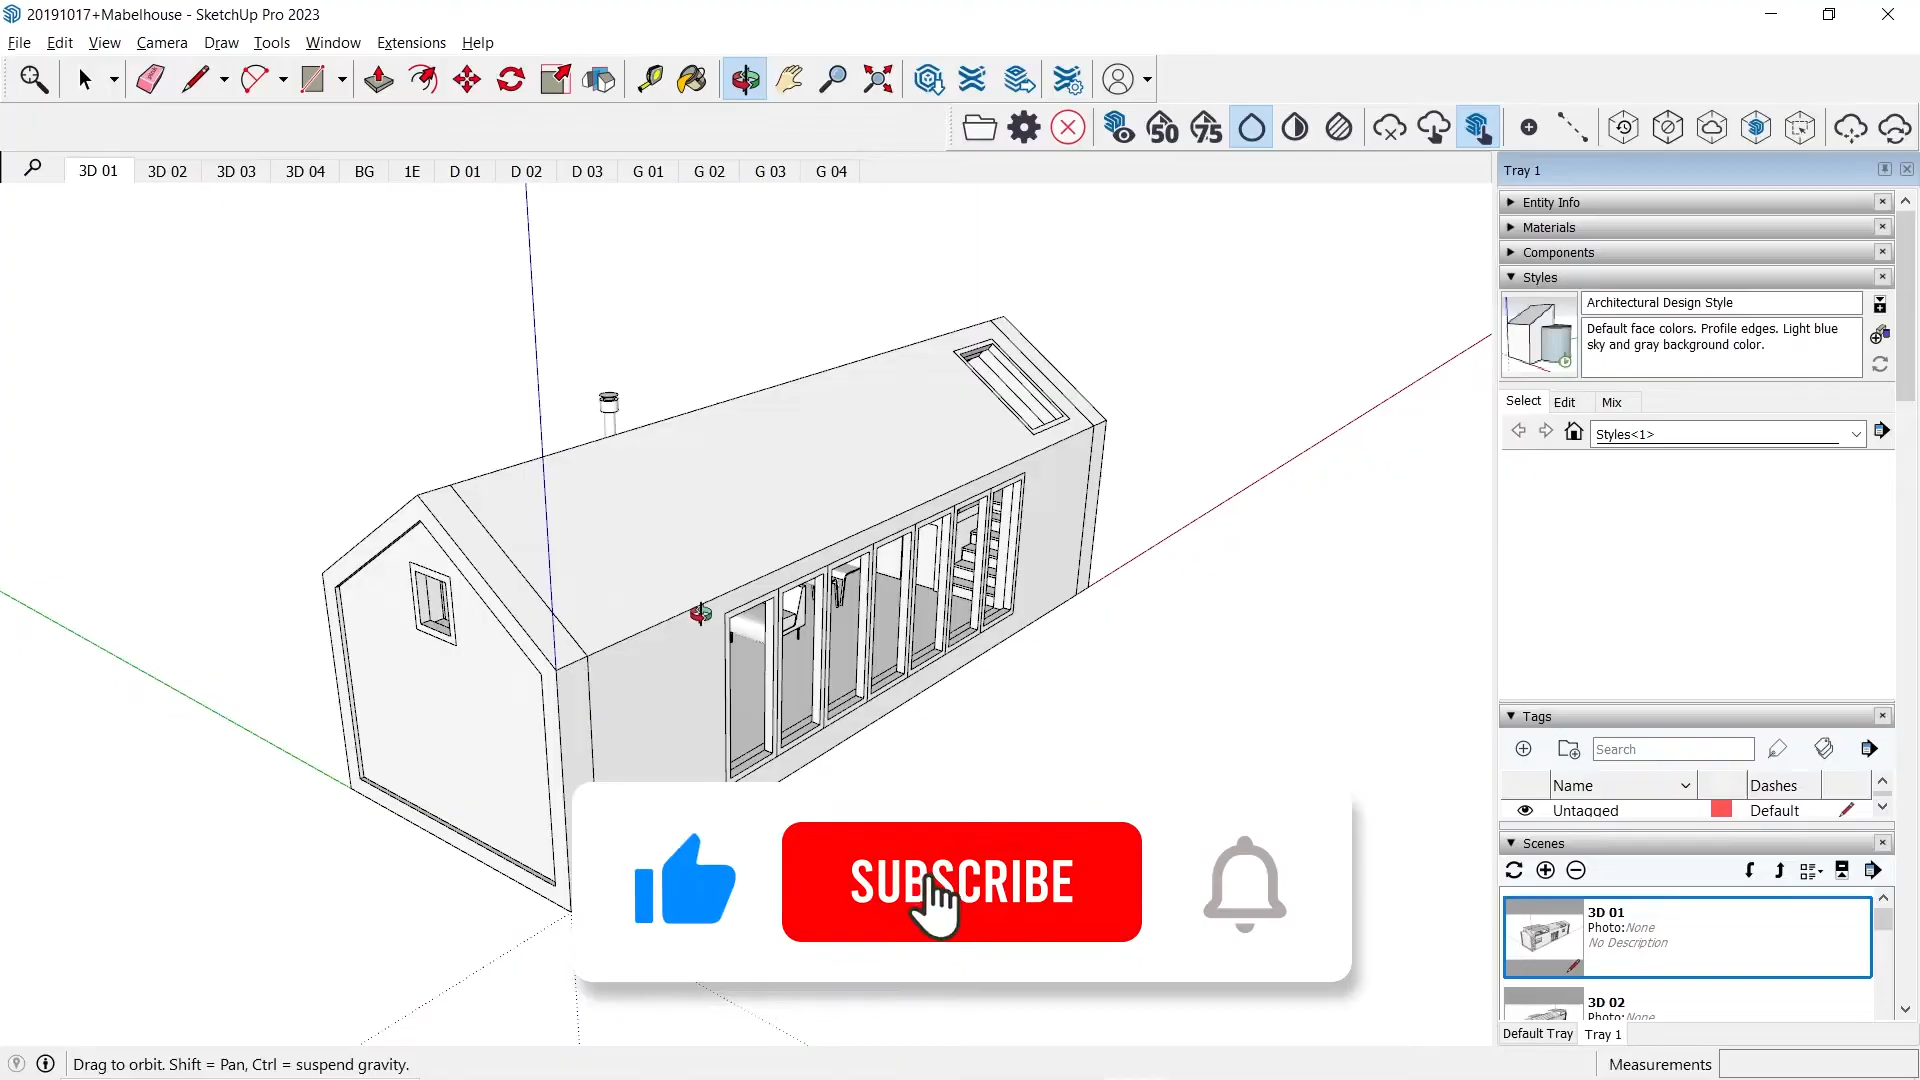 20191017+Mabelhouse - SketchUp Pro 2023
File Edit View Camera Draw Tools Window Extensions Help
50 75
3D 01 3D 02 3D 03 3D 04 BG 1E D 01 D 02 D 03 G 01 G 02 G 03 G 04
Tray 1
Entity Info
Materials
Components
Styles
Architectural Design Style
Default face colors. Profile edges. Light blue
sky and gray background color.
Select Edit Mix
Styles<1>
Tags
Search
Name Dashes
Untagged Default
Scenes
3D 01
Photo:None
No Description
3D 02
Photo:None
Default Tray Tray 1
SUBSCRIBE
Drag to orbit. Shift = Pan, Ctrl = suspend gravity.
Measurements